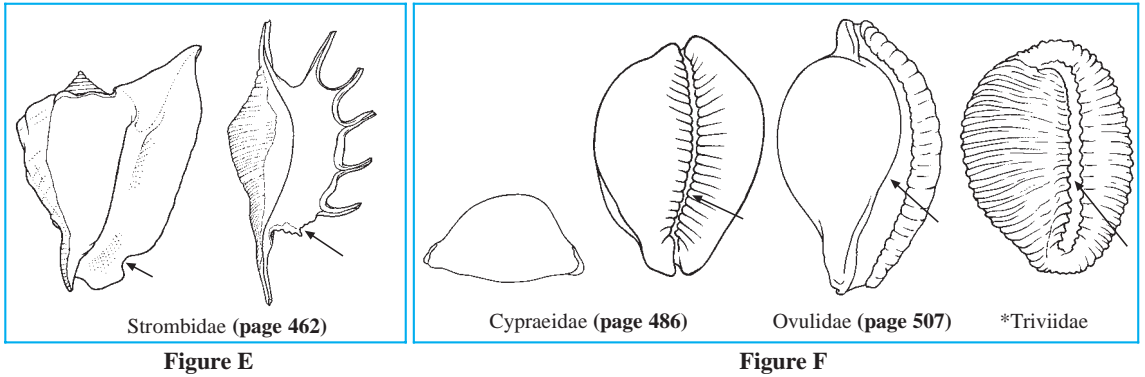 Strombidae (page 462)
Cypraeidae (page 486)
Ovulidae (page 507)
*Triviidae
Figure E
Figure F